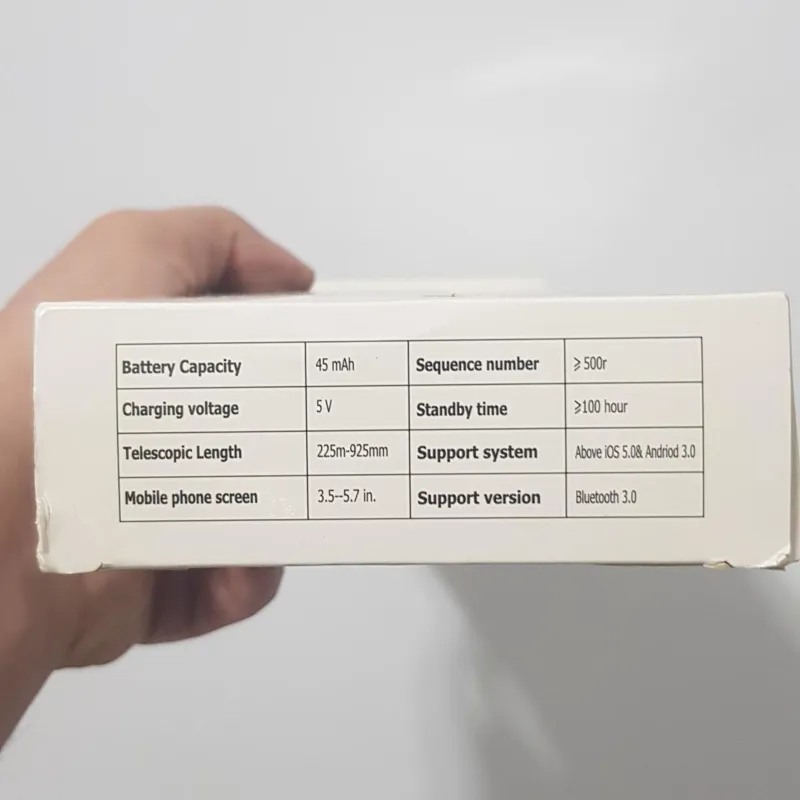 Battery Capacity 45 mAh Sequence number ⩾500r
Charging voltage 5 V Standby time ⩾100 hour
Telescopic Length 225m-925mm Support system Above iOS 5.0& Andriod 3.0
Mobile phone screen 3.5--5.7 in. Support version Bluetooth 3.0